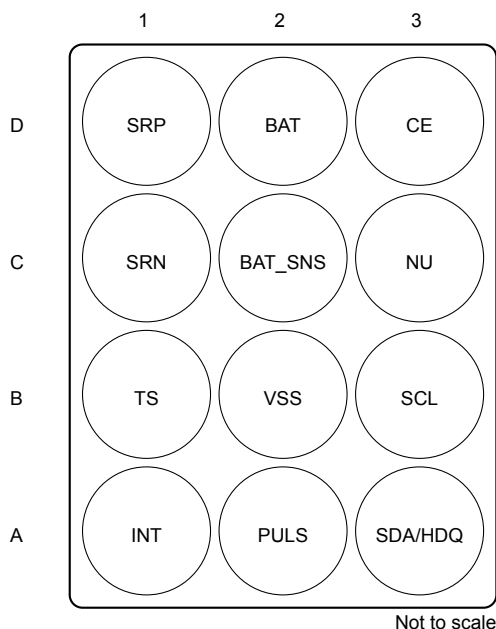 1 2 3
D SRP BAT CE
C SRN BAT_SNS NU
B TS VSS SCL
A INT PULS SDA/HDQ
Not to scale